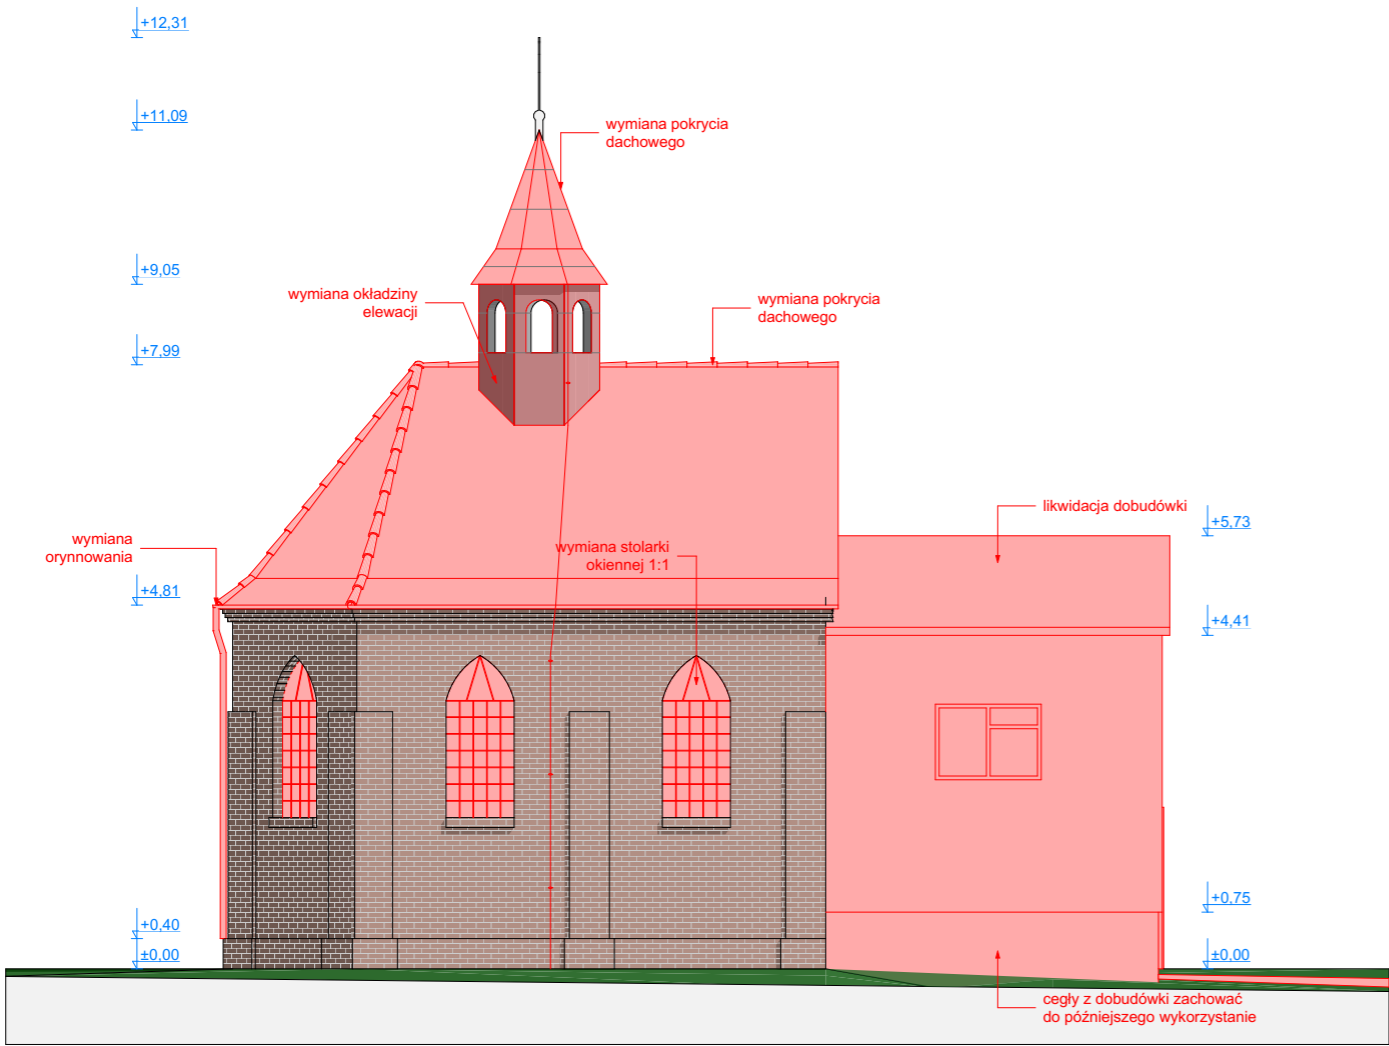 +12,31
+11,09
wymiana pokrycia
dachowego
+9,05
wymiana okładziny
elewacji
wymiana pokrycia
dachowego
+7,99
likwidacja dobudówki
+5,73
wymiana
orynnowania
wymiana stolarki
okiennej 1:1
+4,81
+4,41
+0,75
+0,40
±0,00
±0,00
cegły z dobudówki zachować
do późniejszego wykorzystanie